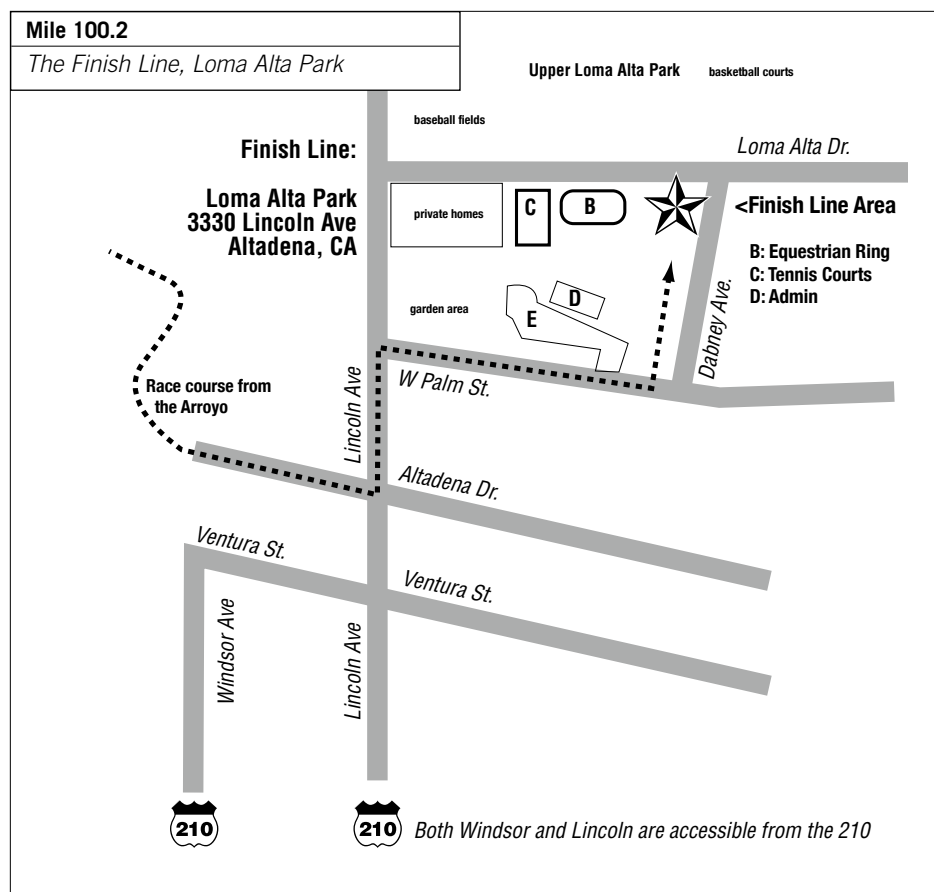 Mile 100.2
The Finish Line, Loma Alta Park
Upper Loma Alta Park
basketball courts
baseball fields
Finish Line:
Loma Alta Dr.
Loma Alta Park
3330 Lincoln Ave
Altadena, CA
private homes
C
B
<Finish Line Area
B: Equestrian Ring
C: Tennis Courts
D: Admin
garden area
D
E
Dabney Ave.
Race course from
the Arroyo
Lincoln Ave
W Palm St.
Altadena Dr.
Ventura St.
Ventura St.
Windsor Ave
Lincoln Ave
210
210
Both Windsor and Lincoln are accessible from the 210